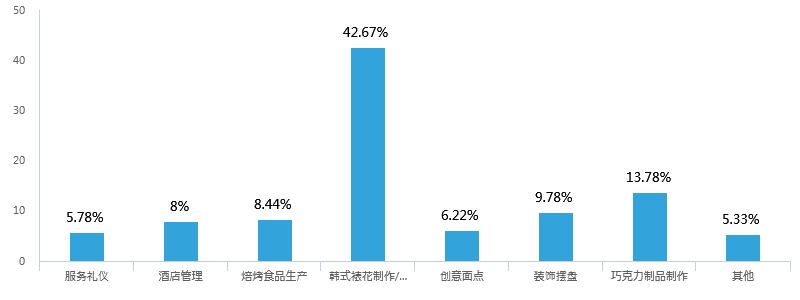 50
40
30
20
10
0
5.78%
8%
8.44%
42.67%
6.22%
9.78%
13.78%
5.33%
服务礼仪
酒店管理
焙烤食品生产
韩式裱花制作/...
创意面点
装饰摆盘
巧克力制品制作
其他